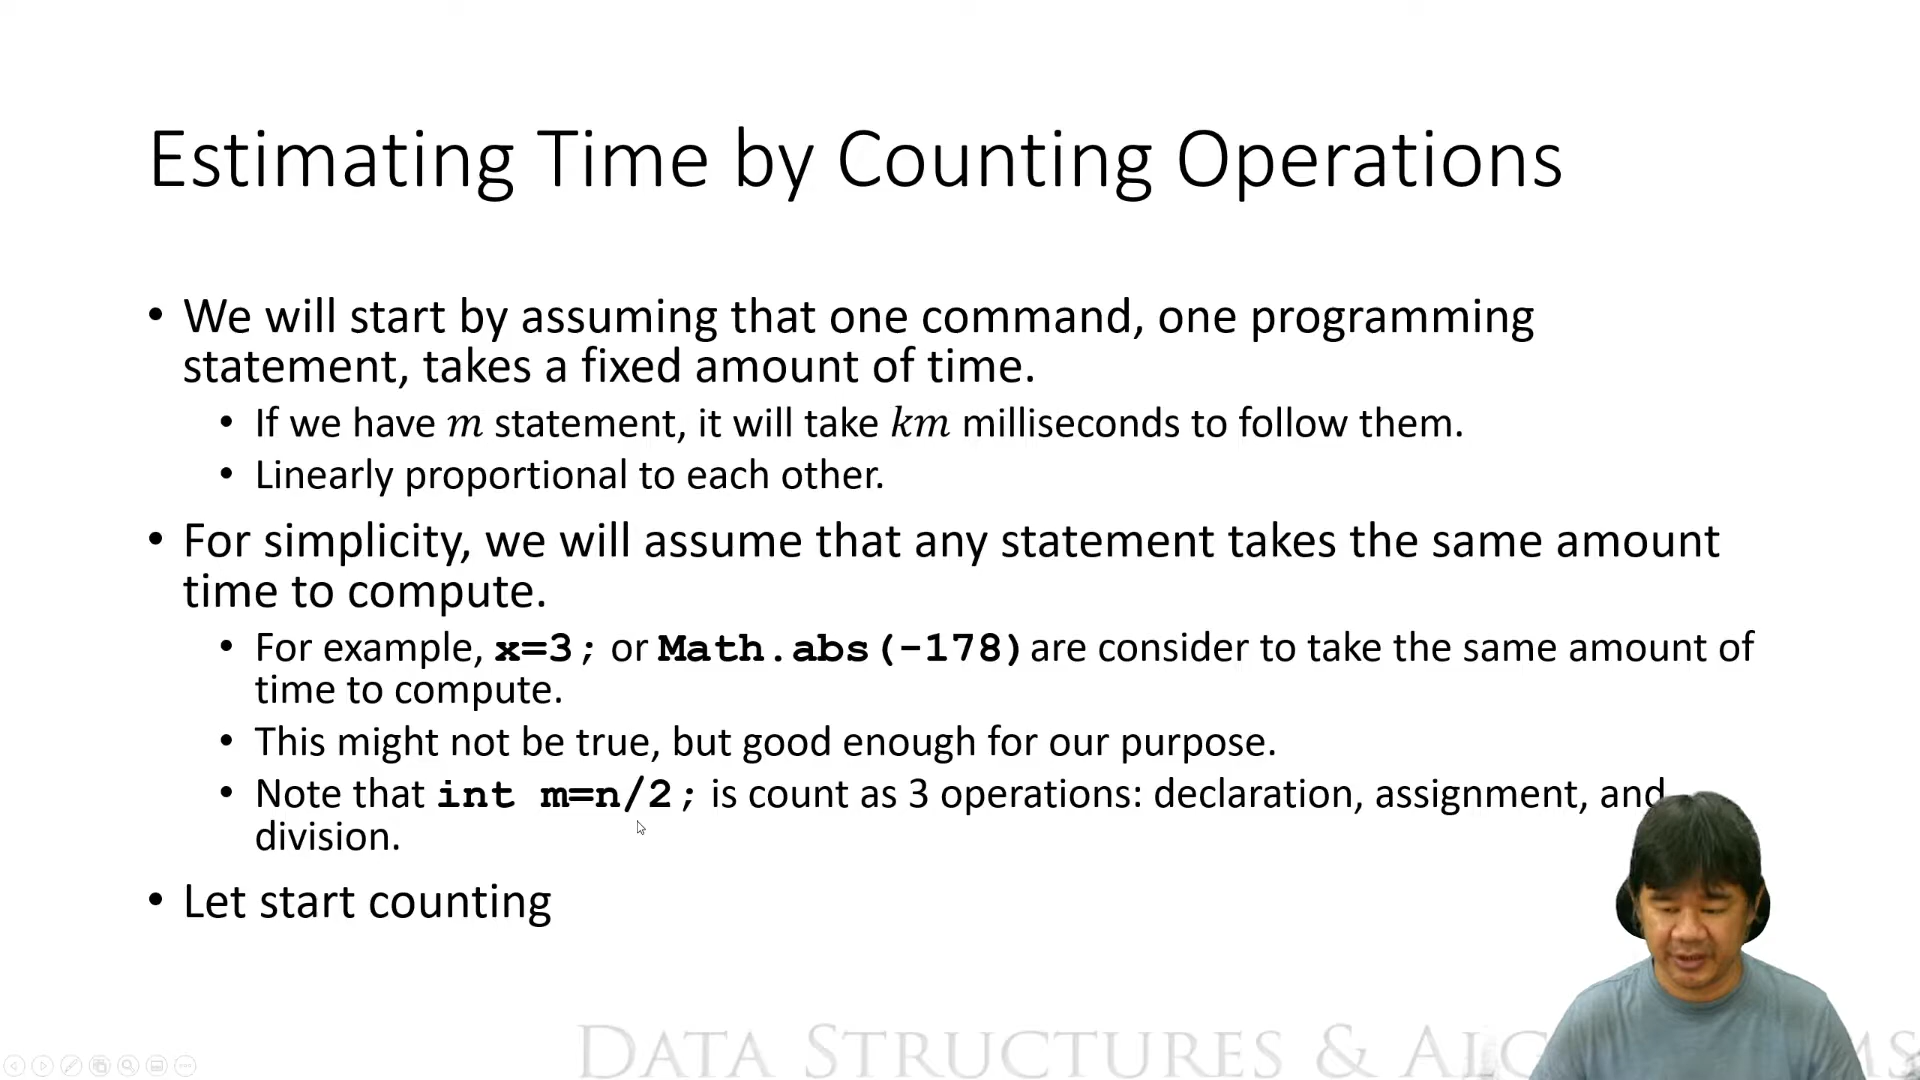 Estimating Time by Counting Operations
• We will start by assuming that one command, one programming
statement, takes a fixed amount of time.
• If we have m statement, it will take km milliseconds to follow them.
• Linearly proportional to each other.
• For simplicity, we will assume that any statement takes the same amount
time to compute.
• For example, x=3; or Math.abs(-178)are consider to take the same amount of
time to compute.
• This might not be true, but good enough for our purpose.
• Note that int m=n/2; is count as 3 operations: declaration, assignment, and
division.
• Let start counting
DATA STRUCTURES &